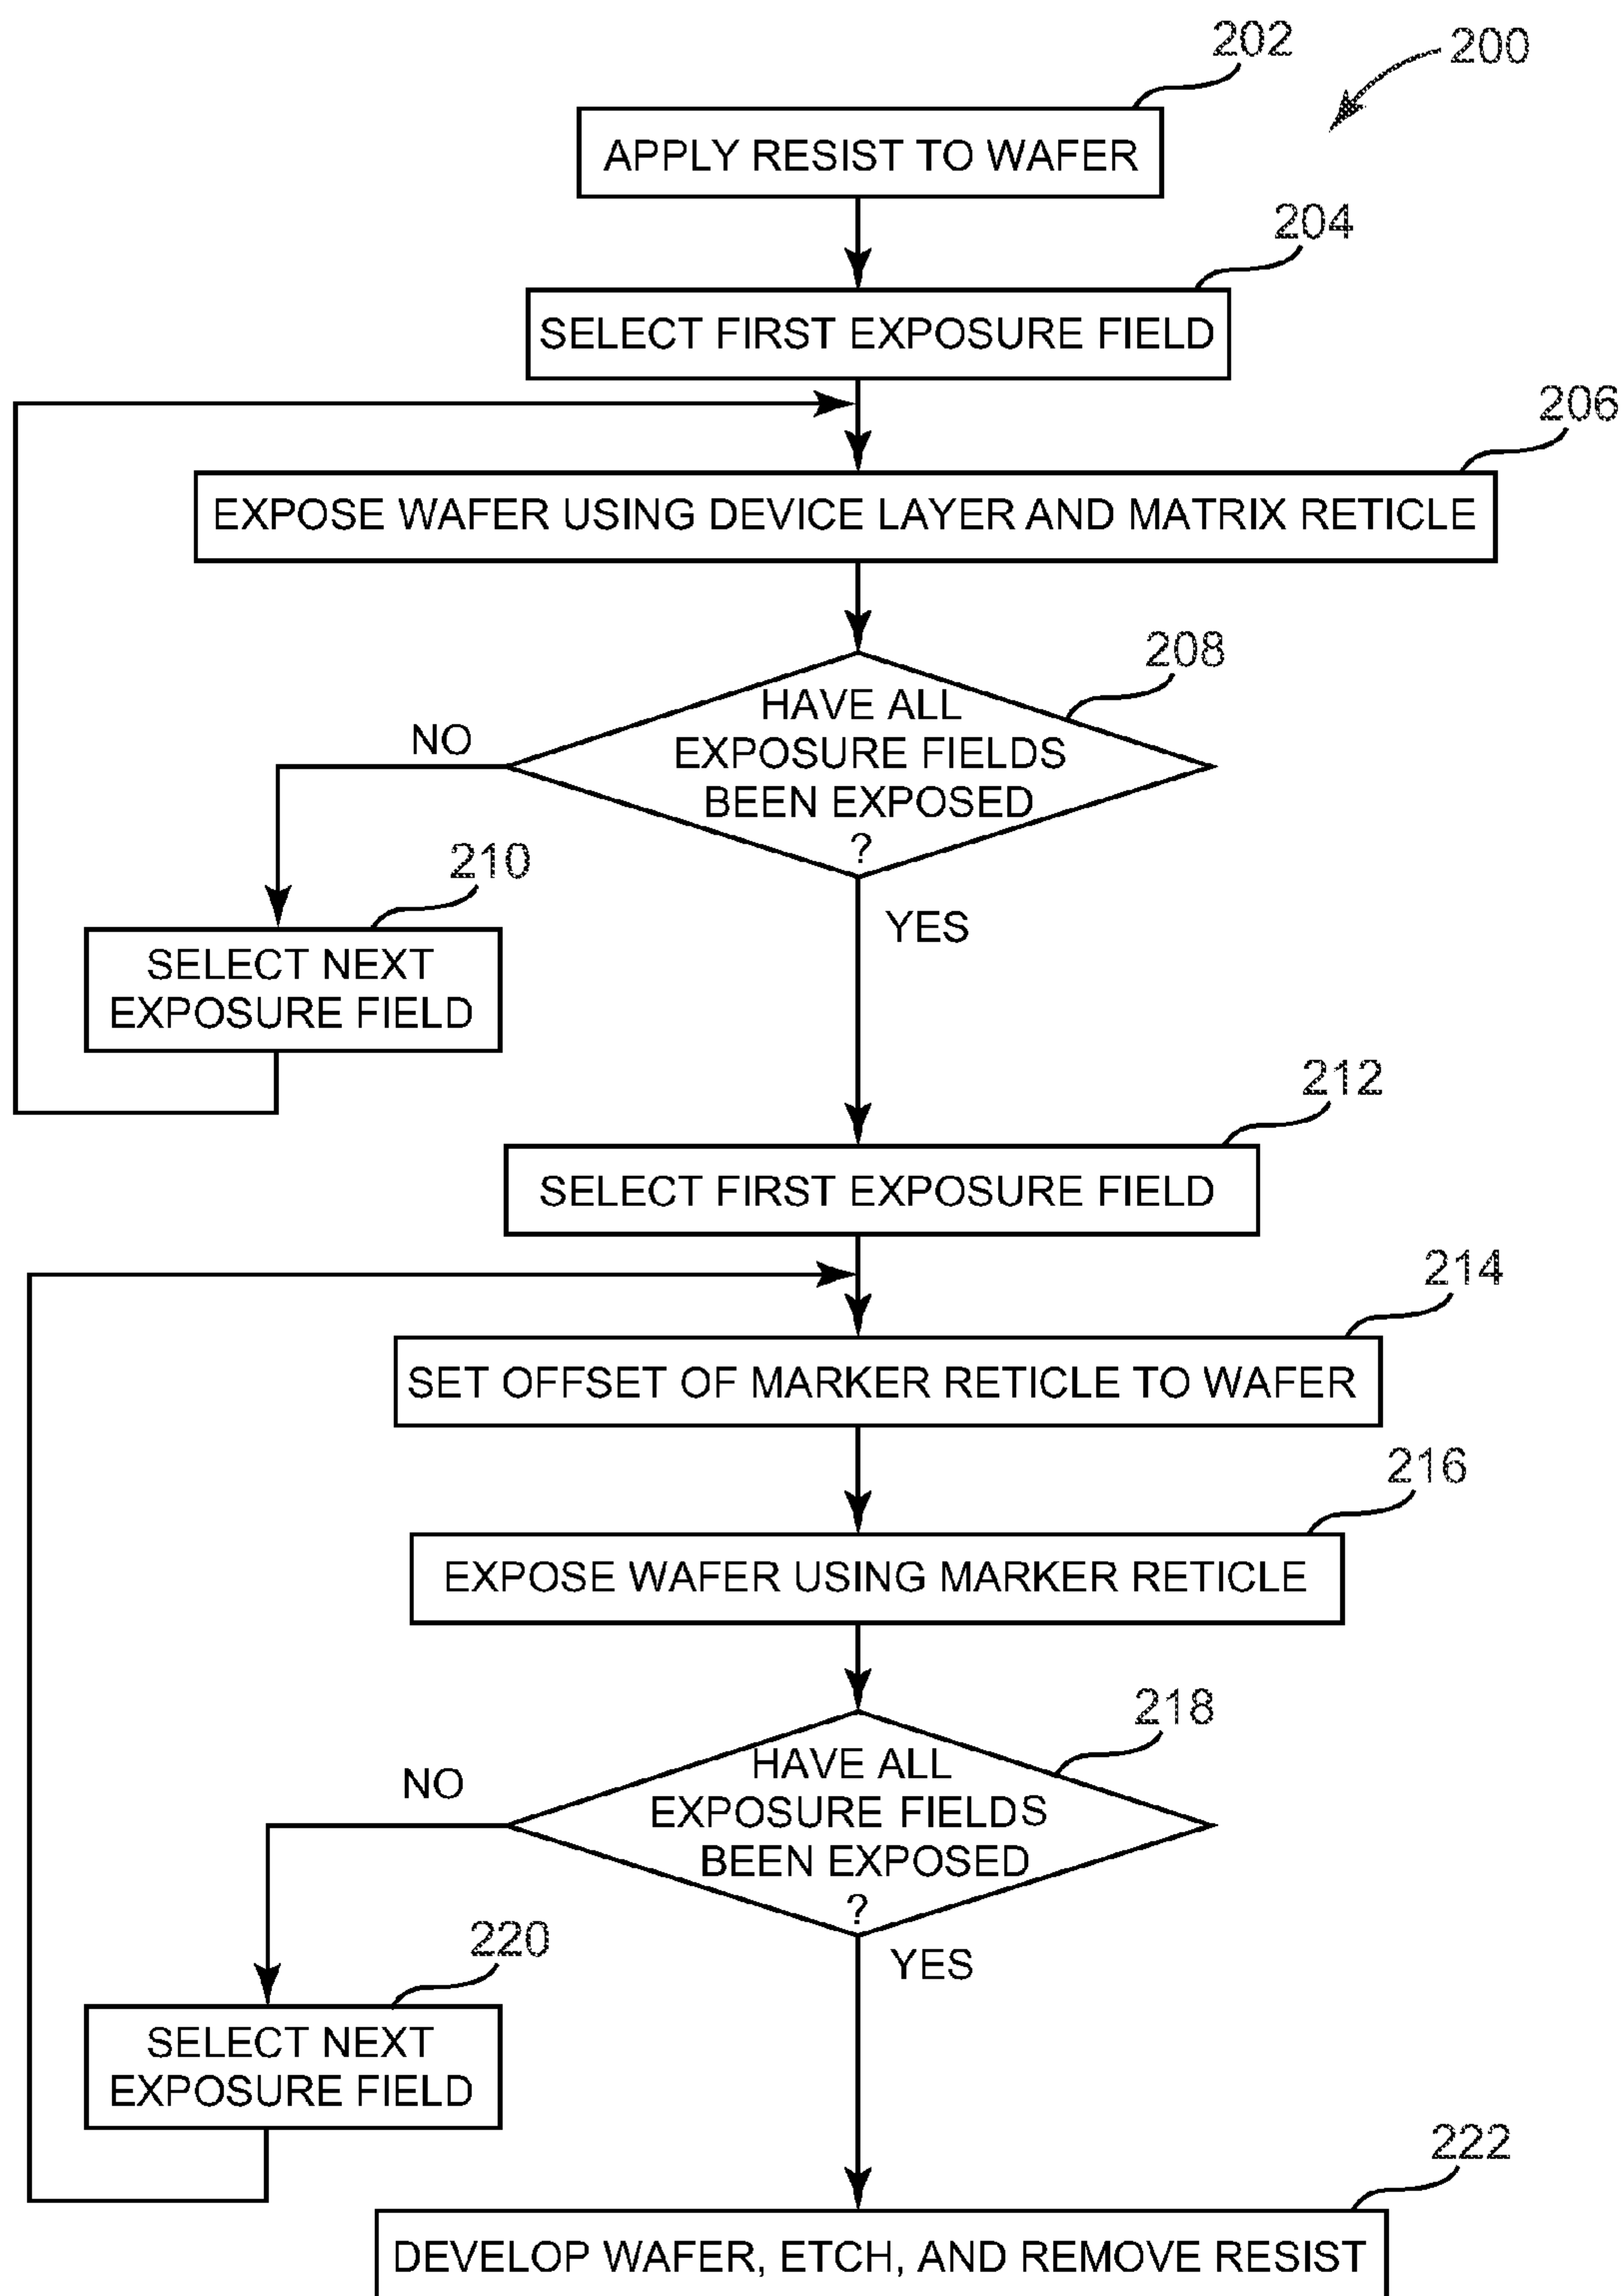 202
200
APPLY RESIST TO WAFER
204
SELECT FIRST EXPOSURE FIELD
206
EXPOSE WAFER USING DEVICE LAYER AND MATRIX RETICLE
208
HAVE ALL
EXPOSURE FIELDS
BEEN EXPOSED
?
NO
YES
210
SELECT NEXT
EXPOSURE FIELD
212
SELECT FIRST EXPOSURE FIELD
214
SET OFFSET OF MARKER RETICLE TO WAFER
216
EXPOSE WAFER USING MARKER RETICLE
218
HAVE ALL
EXPOSURE FIELDS
BEEN EXPOSED
?
NO
YES
220
SELECT NEXT
EXPOSURE FIELD
222
DEVELOP WAFER, ETCH, AND REMOVE RESIST